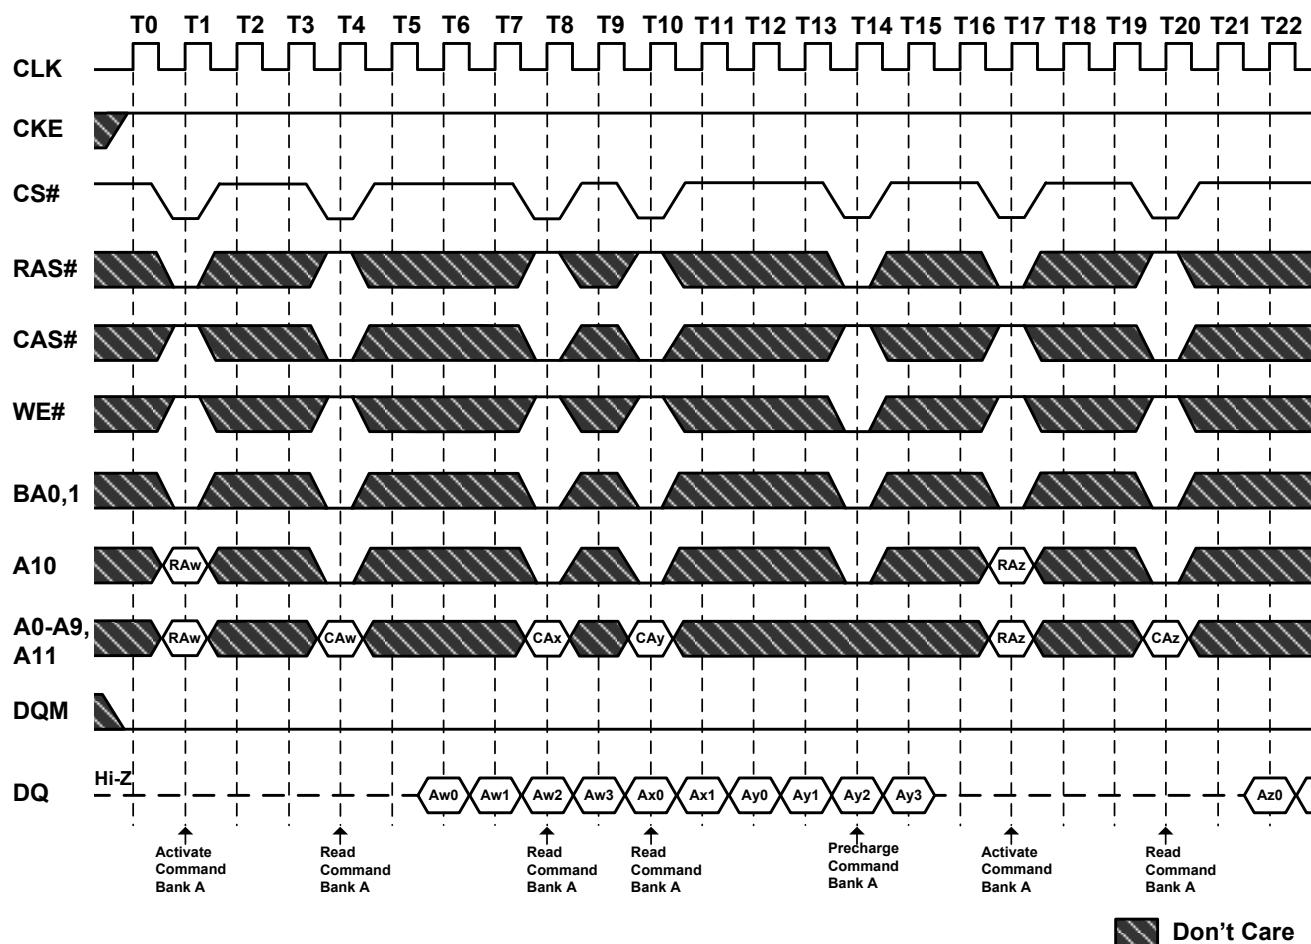 T0 T1 T2 T3 T4 T5 T6 T7 T8 T9 T10 T11 T12 T13 T14 T15 T16 T17 T18 T19 T20 T21 T22
CLK
CKE
CS#
RAS#
CAS#
WE#
BA0,1
A10
RAw RAz
A0-A9,
A11
RAw CAw CAx CAy RAz CAz
DQM
Hi-Z
DQ
Aw0 Aw1 Aw2 Aw3 Ax0 Ax1 Ay0 Ay1 Ay2 Ay3 Az0
Activate
Command
Bank A
Read
Command
Bank A
Read
Command
Bank A
Read
Command
Bank A
Precharge
Command
Bank A
Activate
Command
Bank A
Read
Command
Bank A
Don't Care